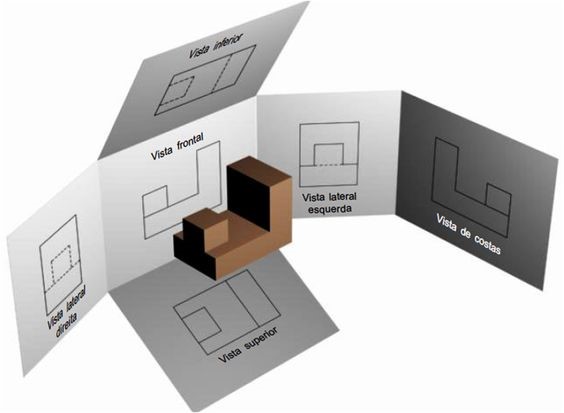 Vista inferior
Vista frontal
Vista lateral
esquerda
Vista de costas
Vista lateral
direita
Vista superior